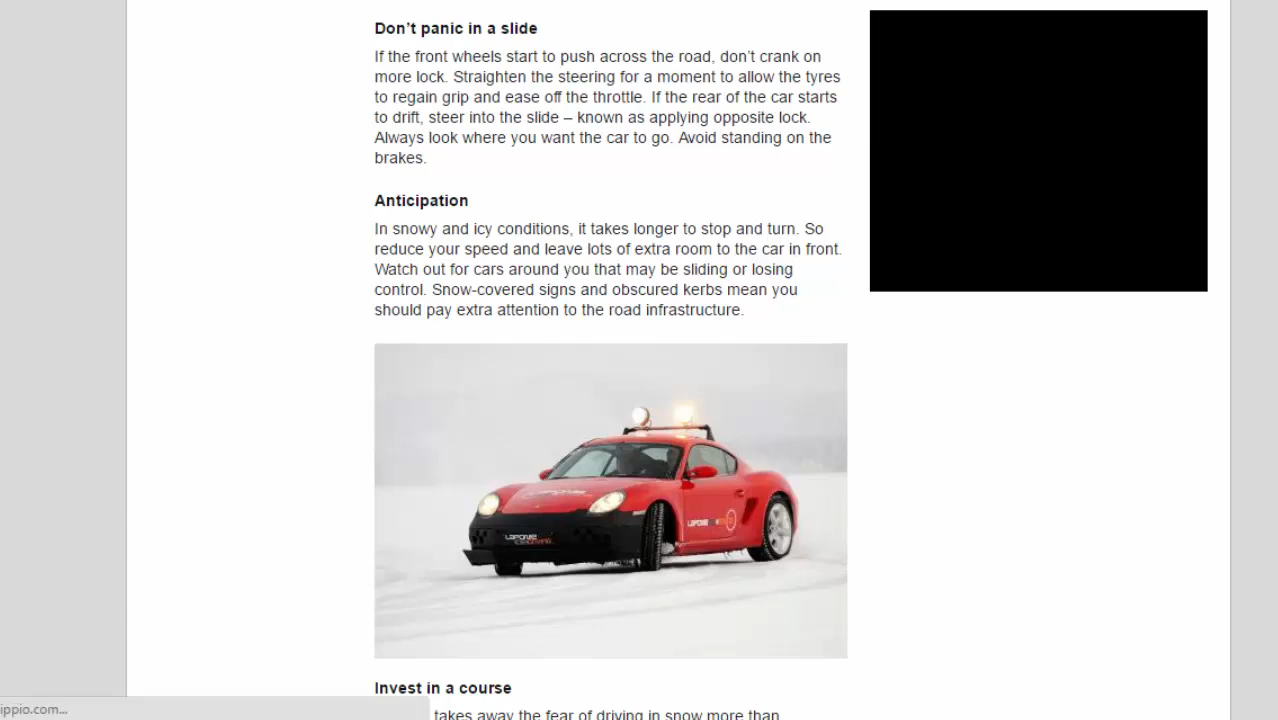 Don’t panic in a slide
If the front wheels start to push across the road, don’t crank on
more lock. Straighten the steering for a moment to allow the tyres
to regain grip and ease off the throttle. If the rear of the car starts
to drift, steer into the slide – known as applying opposite lock.
Always look where you want the car to go. Avoid standing on the
brakes.
Anticipation
In snowy and icy conditions, it takes longer to stop and turn. So
reduce your speed and leave lots of extra room to the car in front.
Watch out for cars around you that may be sliding or losing
control. Snow-covered signs and obscured kerbs mean you
should pay extra attention to the road infrastructure.
LAPONIE
LAPONIE
Invest in a course
takes away the fear of driving in snow more than
ippio.com...